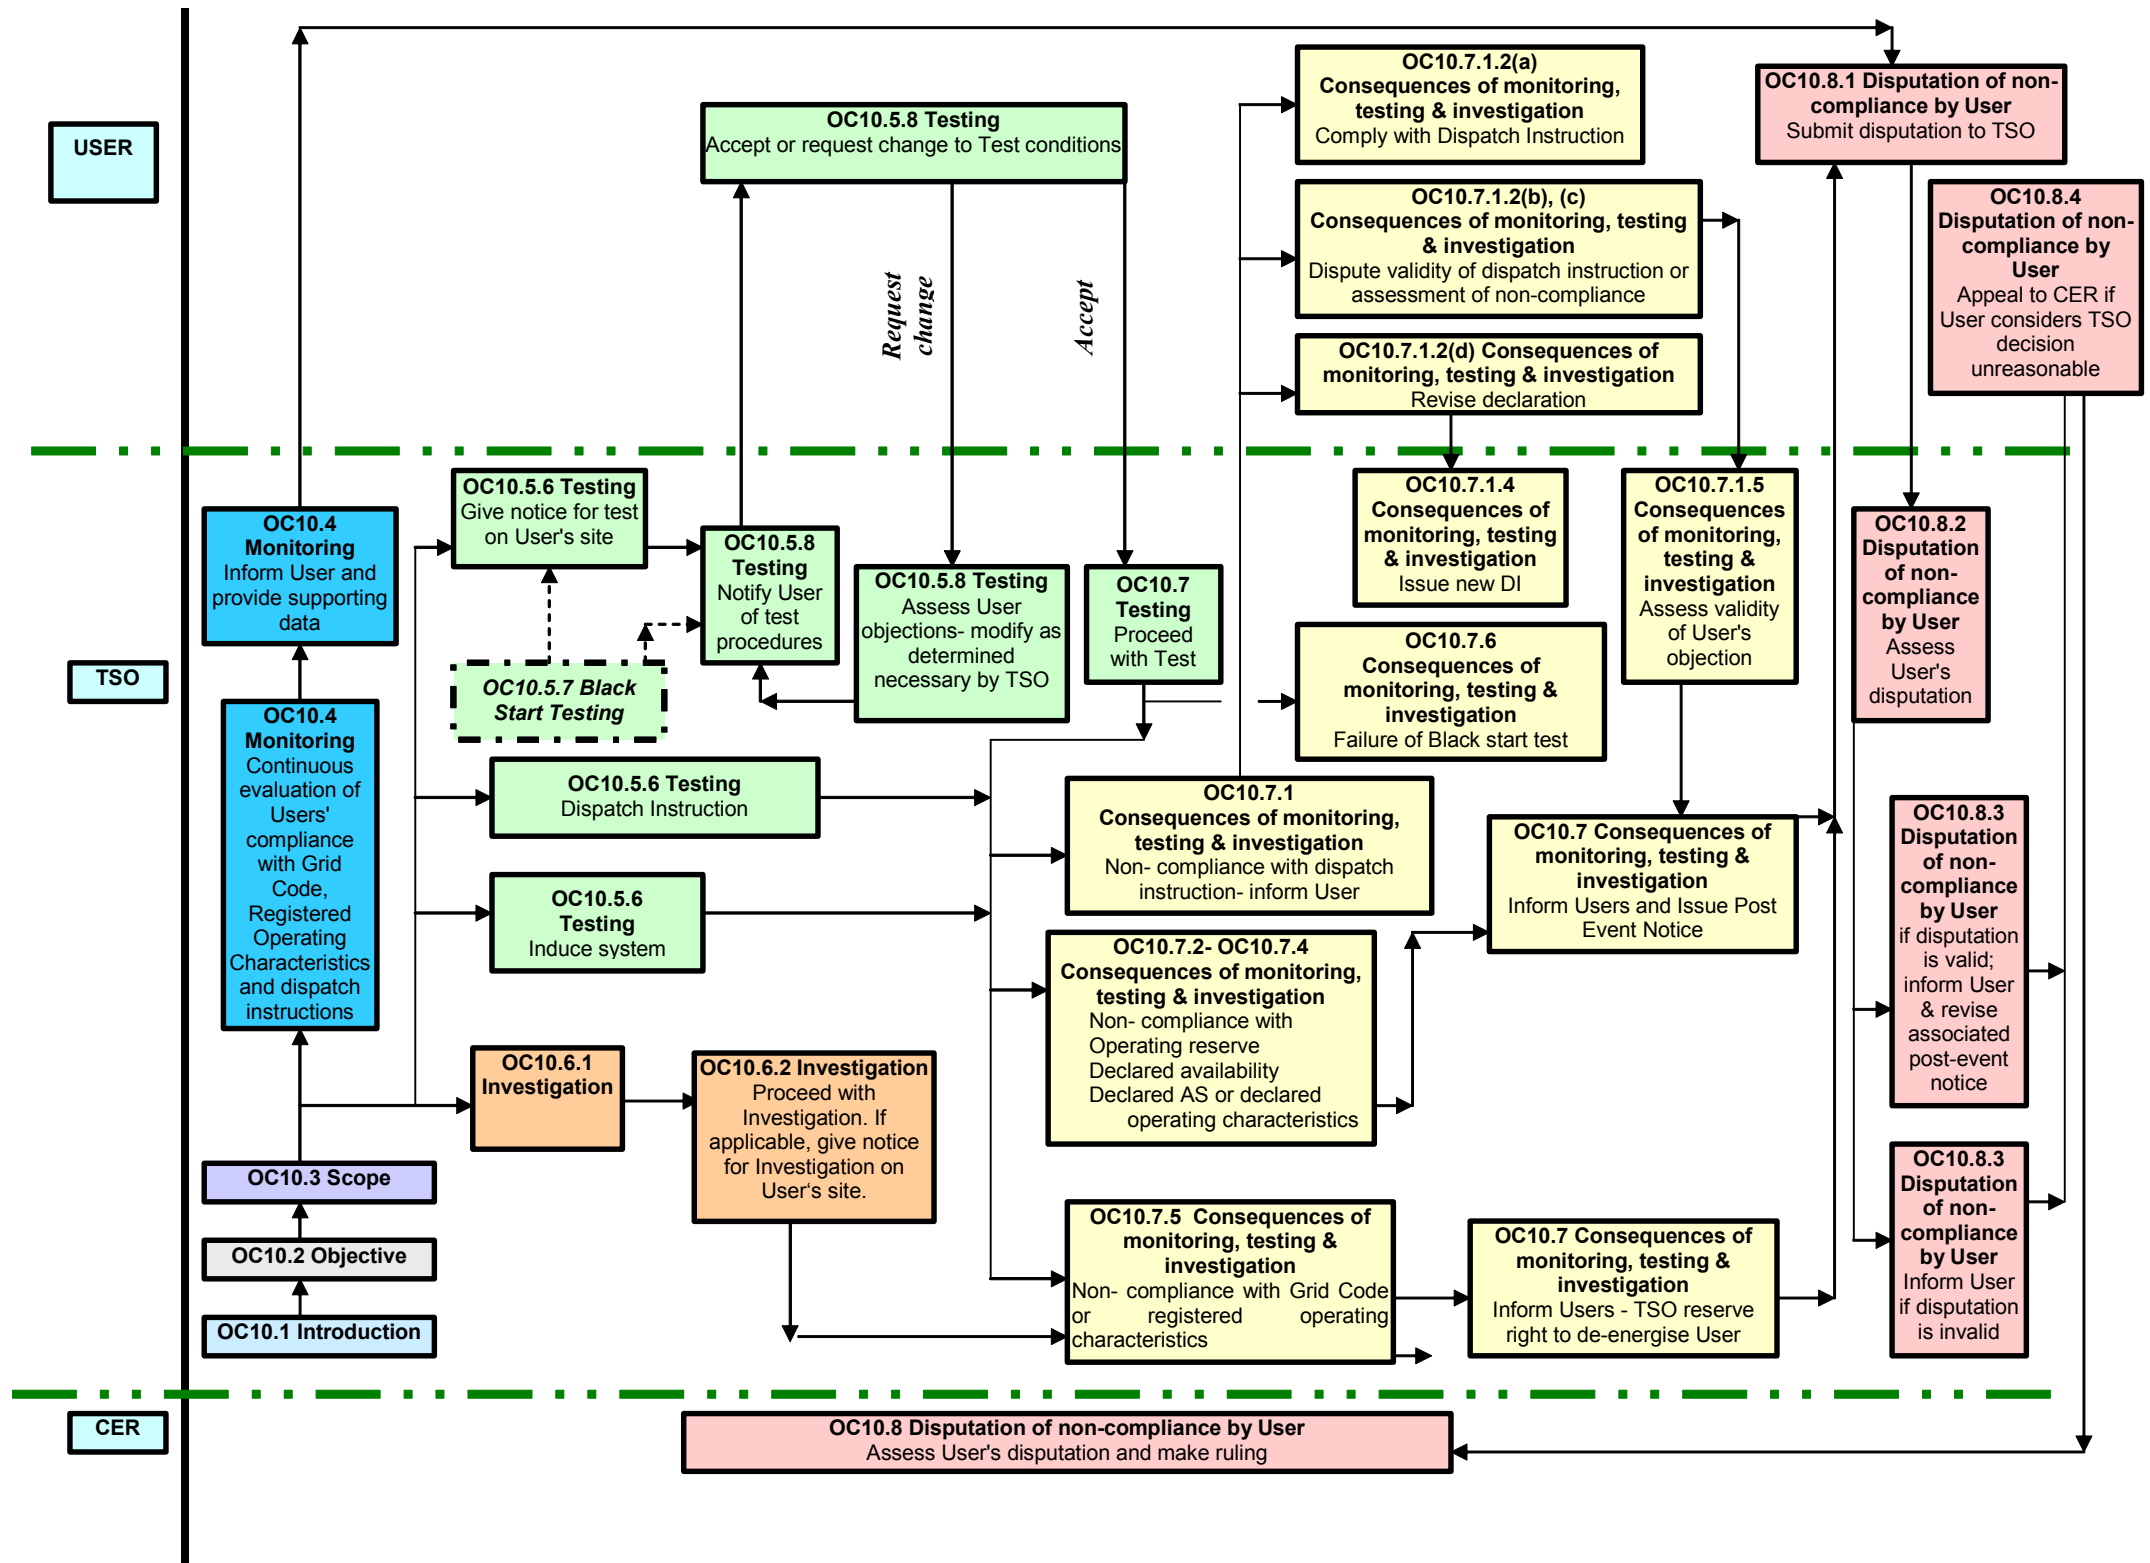 USER
OC10.5.8 Testing
Accept or request change to Test conditions
OC10.7.1.2(a)
Consequences of monitoring,
testing & investigation
Comply with Dispatch Instruction
OC10.8.1 Disputation of non-
compliance by User
Submit disputation to TSO
OC10.7.1.2(b), (c)
Consequences of monitoring, testing
& investigation
Dispute validity of dispatch instruction or
assessment of non-compliance
OC10.8.4
Disputation of non-
compliance by
User
Appeal to CER if
User considers TSO
decision
unreasonable
Request
change
Accept
OC10.7.1.2(d) Consequences of
monitoring, testing & investigation
Revise declaration
TSO
OC10.4
Monitoring
Inform User and
provide supporting
data
OC10.5.6 Testing
Give notice for test
on User's site
OC10.5.8
Testing
Notify User
of test
procedures
OC10.5.8 Testing
Assess User
objections- modify as
determined
necessary by TSO
OC10.7
Testing
Proceed
with Test
OC10.7.1.4
Consequences of
monitoring, testing
& investigation
Issue new DI
OC10.7.1.5
Consequences
of monitoring,
testing &
investigation
Assess validity
of User's
objection
OC10.8.2
Disputation
of non-
compliance
by User
Assess
User's
disputation
OC10.5.7 Black
Start Testing
OC10.7.6
Consequences of
monitoring, testing &
investigation
Failure of Black start test
OC10.4
Monitoring
Continuous
evaluation of
Users'
compliance
with Grid
Code,
Registered
Operating
Characteristics
and dispatch
instructions
OC10.5.6 Testing
Dispatch Instruction
OC10.7.1
Consequences of monitoring,
testing & investigation
Non- compliance with dispatch
instruction- inform User
OC10.7 Consequences of
monitoring, testing &
investigation
Inform Users and Issue Post
Event Notice
OC10.8.3
Disputation
of non-
compliance
by User
if disputation
is valid;
inform User
& revise
associated
post-event
notice
OC10.5.6
Testing
Induce system
OC10.7.2- OC10.7.4
Consequences of monitoring,
testing & investigation
Non- compliance with
Operating reserve
Declared availability
Declared AS or declared
operating characteristics
OC10.6.1
Investigation
OC10.6.2 Investigation
Proceed with
Investigation. If
applicable, give notice
for Investigation on
User‘s site.
OC10.3 Scope
OC10.2 Objective
OC10.1 Introduction
OC10.7.5 Consequences of
monitoring, testing &
investigation
Non- compliance with Grid Code
or registered operating
characteristics
OC10.7 Consequences of
monitoring, testing &
investigation
Inform Users - TSO reserve
right to de-energise User
OC10.8.3
Disputation
of non-
compliance
by User
Inform User
if disputation
is invalid
CER
OC10.8 Disputation of non-compliance by User
Assess User's disputation and make ruling